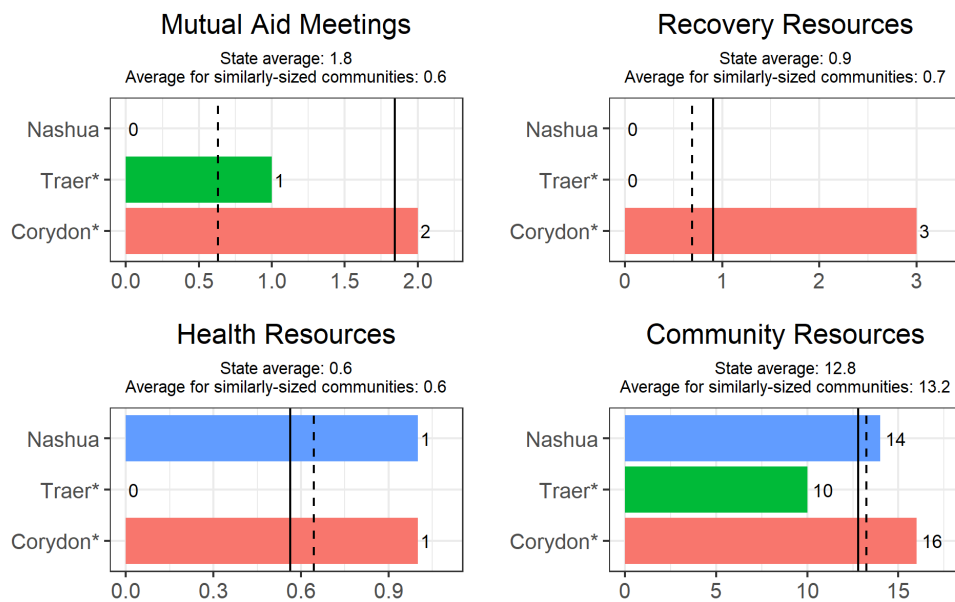 Mutual Aid Meetings
State average: 1.8
Average for similarly-sized communities: 0.6
Nashua
0
Traer*
1
Corydon*
2
0.0 0.5 1.0 1.5 2.0
Recovery Resources
State average: 0.9
Average for similarly-sized communities: 0.7
Nashua
0
Traer*
0
Corydon*
3
0 1 2 3
Health Resources
State average: 0.6
Average for similarly-sized communities: 0.6
Nashua
1
Traer*
0
Corydon*
1
0.0 0.3 0.6 0.9
Community Resources
State average: 12.8
Average for similarly-sized communities: 13.2
Nashua
14
Traer*
10
Corydon*
16
0 5 10 15